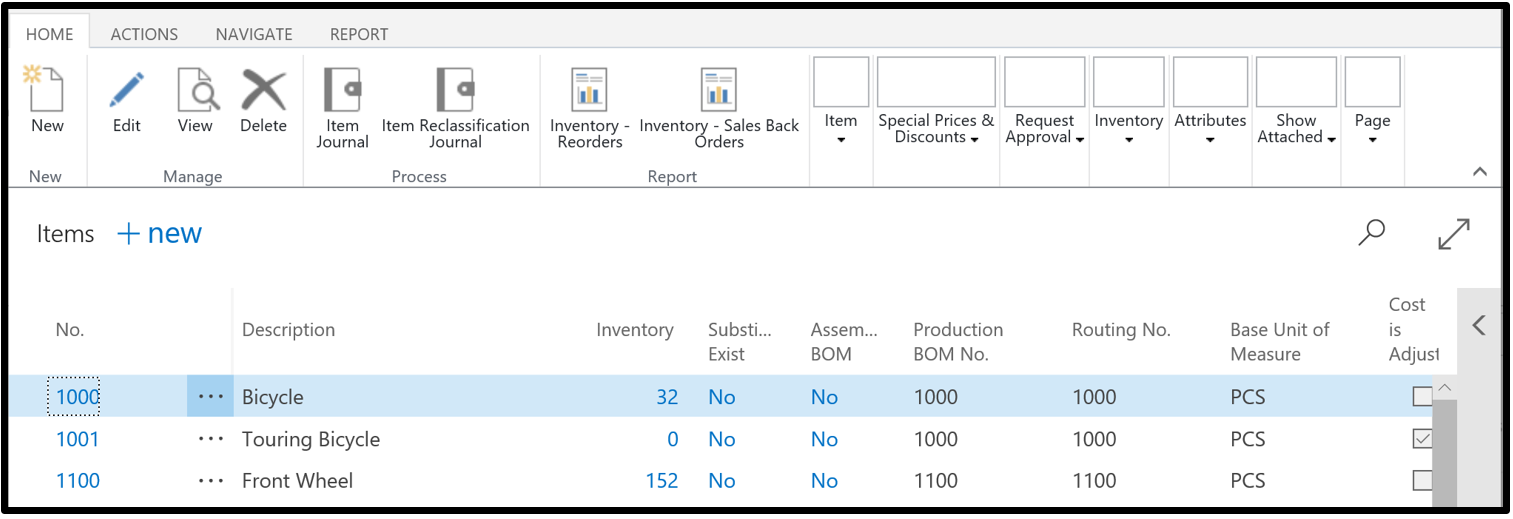 HOME ACTIONS NAVIGATE REPORT
New Edit View Delete Item Item Reclassification Inventory - Inventory - Sales Back Item Special Prices & Request Inventory Attributes Show Page
Journal Journal Reorders Orders Discounts Approval Attached
New Manage Process Report
Items + new
Cost
No. Description Inventory Substi... Assem... Production Routing No. Base Unit of is
Exist BOM BOM No. Measure Adjust
1000 ··· Bicycle 32 No No 1000 1000 PCS
1001 ··· Touring Bicycle 0 No No 1000 1000 PCS
1100 ··· Front Wheel 152 No No 1100 1100 PCS